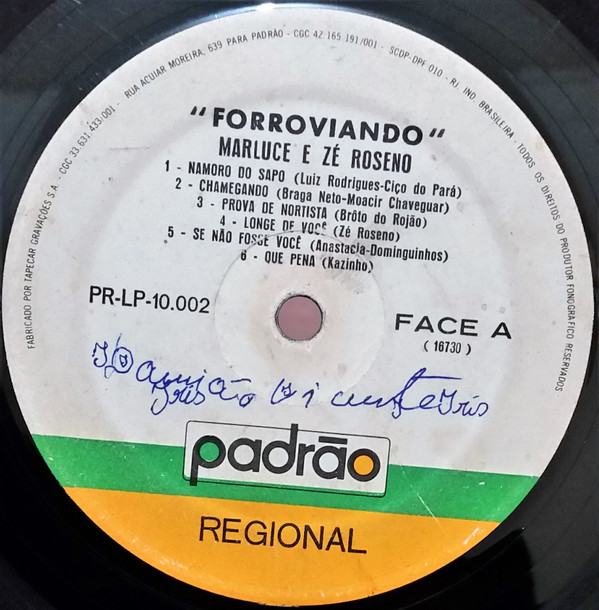 FABRICADO POR TAPECAR GRAVAÇÕES S.A. - CGC 33.631.433/001 - RUA ACUIAR MOREIRA, 639 PARA PADRÃO - CGC 42.165 191/001 - SCDP-DPF 010 - RJ. IND. BRASILEIRA - TODOS OS DIREITOS DO PRODUTOR FONOGRÁFICO RESERVADOS
"FORROVIANDO"
MARLUCE E ZÉ ROSENO
1 - NAMORO DO SAPO (Luiz Rodrigues-Ciço do Pará)
2 - CHAMEGANDO (Braga Neto-Moacir Chaveguar)
3 - PROVA DE NORTISTA (Brôto do Rojão)
4 - LONGE DE VOCÊ (Zé Roseno)
5 - SE NÃO FOSSE VOCÊ (Anastacia-Dominguinhos)
6 - QUE PENA (Kazinho)
PR-LP-10.002
FACE A
( 16730 )
padrão
REGIONAL